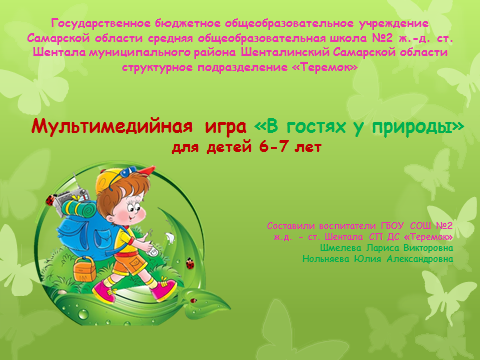 Государственное бюджетное общеобразовательное учреждение
Самарской области средняя общеобразовательная школа №2 ж.-д. ст.
Шентала муниципального района Шенталинский Самарской области
структурное подразделение «Теремок»
Мультимедийная игра «В гостях у природы»
для детей 6-7 лет
Составили воспитатели ГБОУ СОШ №2
ж.д. - ст. Шентала СП ДС «Теремок»
Шмелева Лариса Викторовна
Нольняева Юлия Александровна